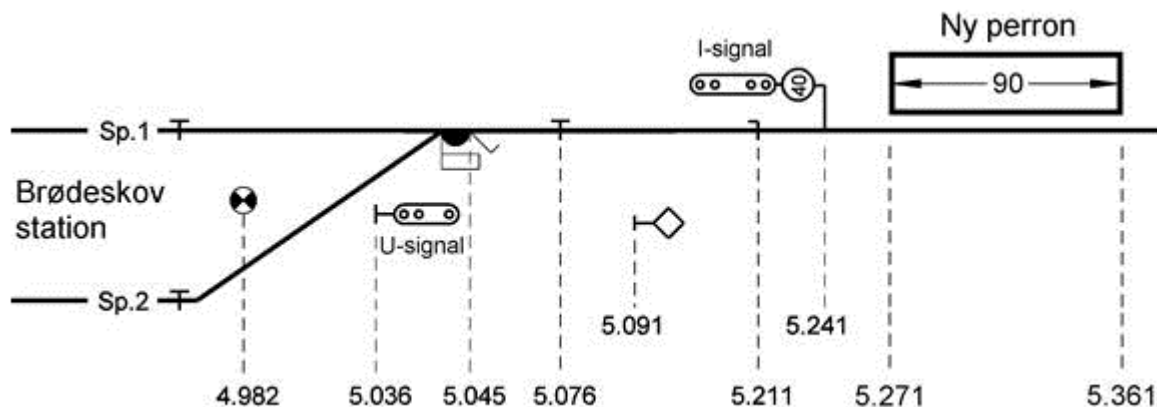 Ny perron
I-signal
40
90
Sp.1
Brødeskov
station
U-signal
Sp.2
5.091
5.241
4.982
5.036
5.045
5.076
5.211
5.271
5.361